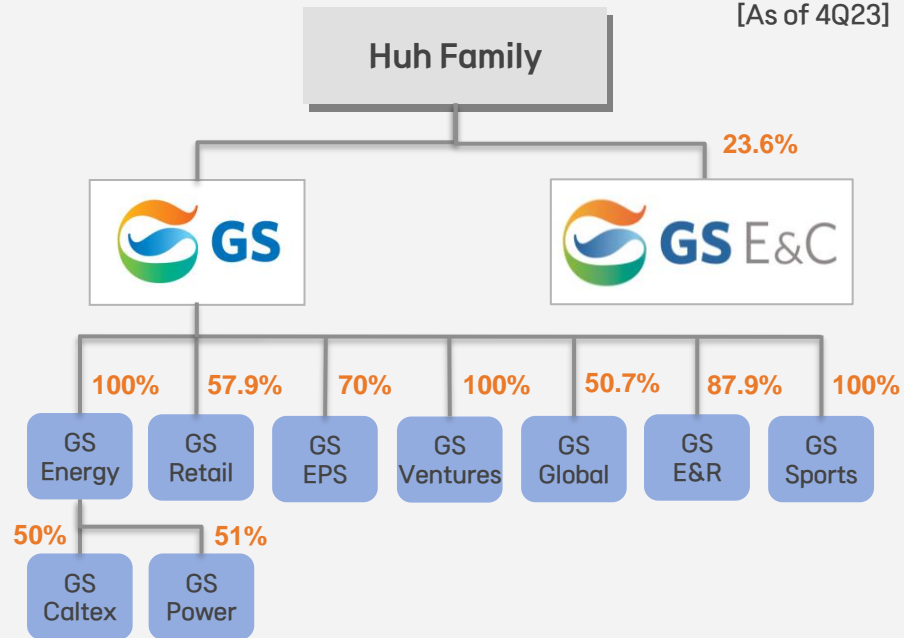 [As of 4Q23]
Huh Family
23.6%
GS
GS E&C
100%
57.9%
70%
100%
50.7%
87.9%
100%
GS
Energy
GS
Retail
GS
EPS
GS
Ventures
GS
Global
GS
E&R
GS
Sports
50%
51%
GS
Caltex
GS
Power